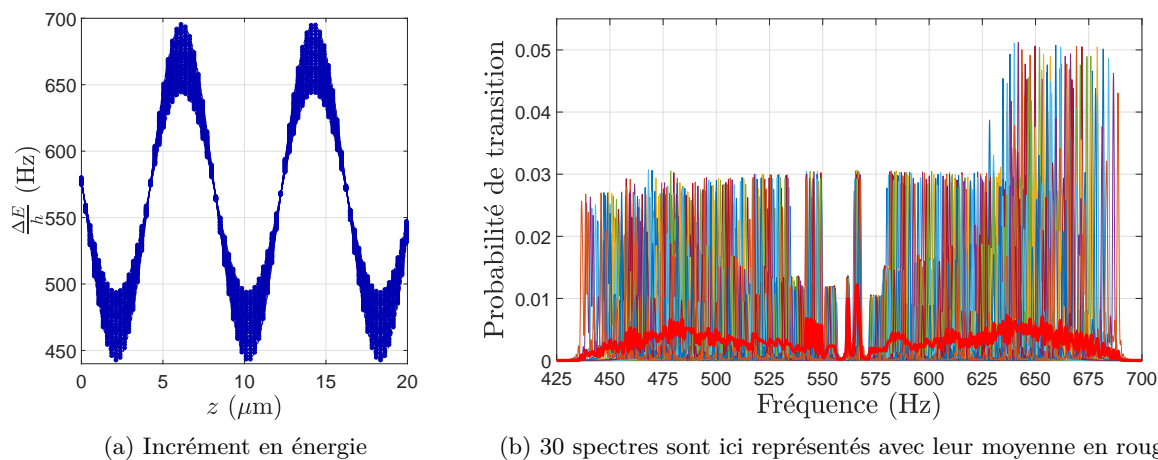 700
650
600
550
500
450
ΔE/h (Hz)
0 5 10 15 20
z (μm)
(a) Incrément en énergie
0.05
0.04
0.03
0.02
0.01
0
Probabilité de transition
425 450 475 500 525 550 575 600 625 650 675 700
Fréquence (Hz)
(b) 30 spectres sont ici représentés avec leur moyenne en roug